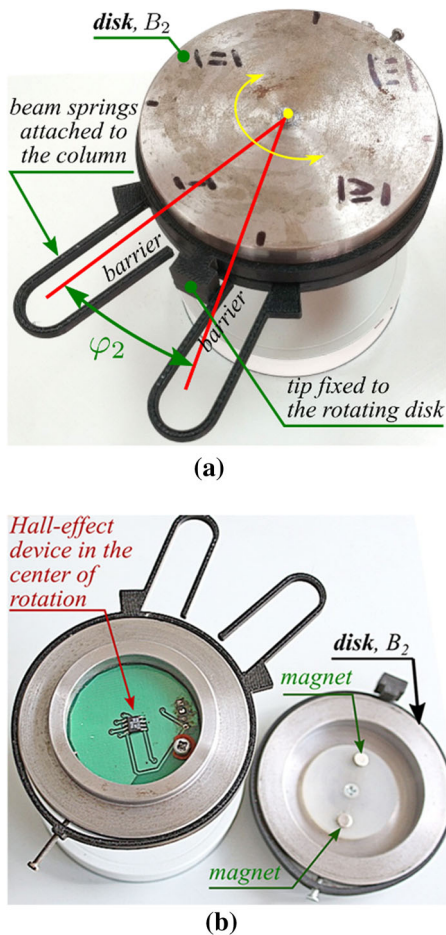 disk, B₂
beam springs
attached to
the column
barrier
barrier
φ₂
tip fixed to
the rotating disk
(a)
Hall-effect
device in the
center of
rotation
disk, B₂
magnet
magnet
(b)